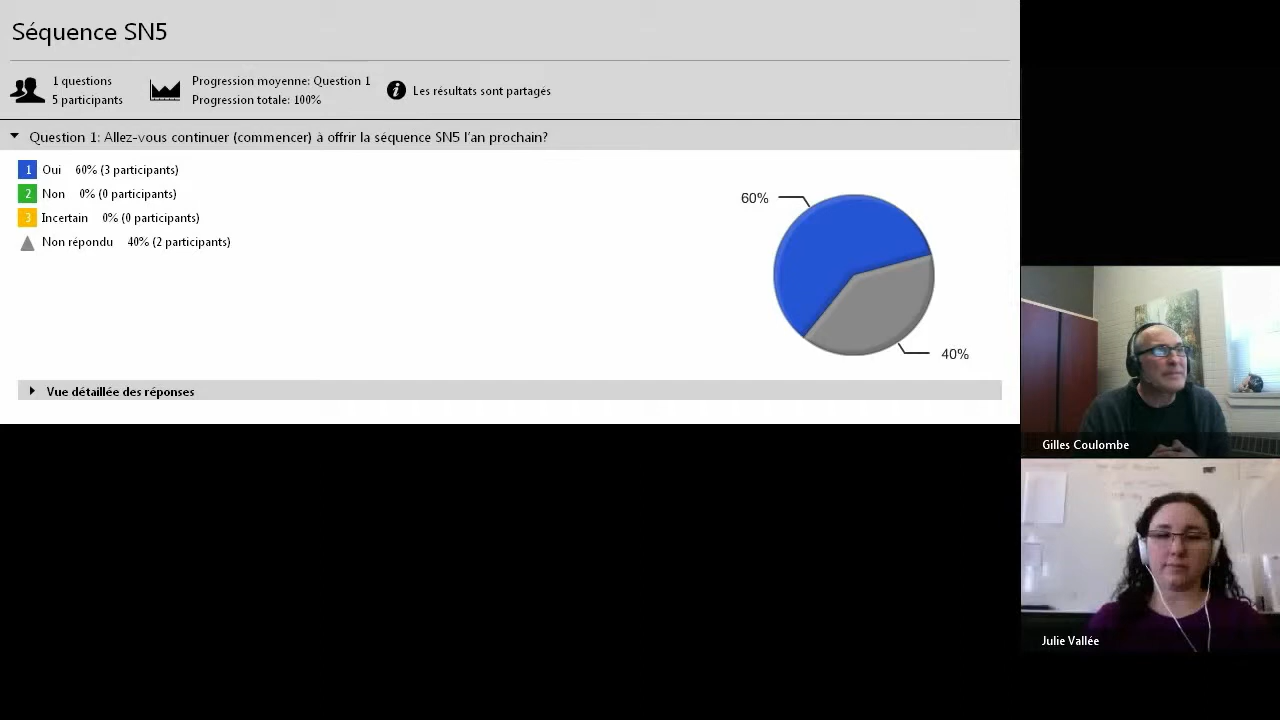 Séquence SN5
1 questions
5 participants
Progression moyenne: Question 1
Progression totale: 100%
Les résultats sont partagés
Question 1: Allez-vous continuer (commencer) à offrir la séquence SN5 l'an prochain?
1 Oui 60% (3 participants)
2 Non 0% (0 participants)
3 Incertain 0% (0 participants)
Non répondu 40% (2 participants)
60%
40%
Vue détaillée des réponses
Gilles Coulombe
Julie Vallée